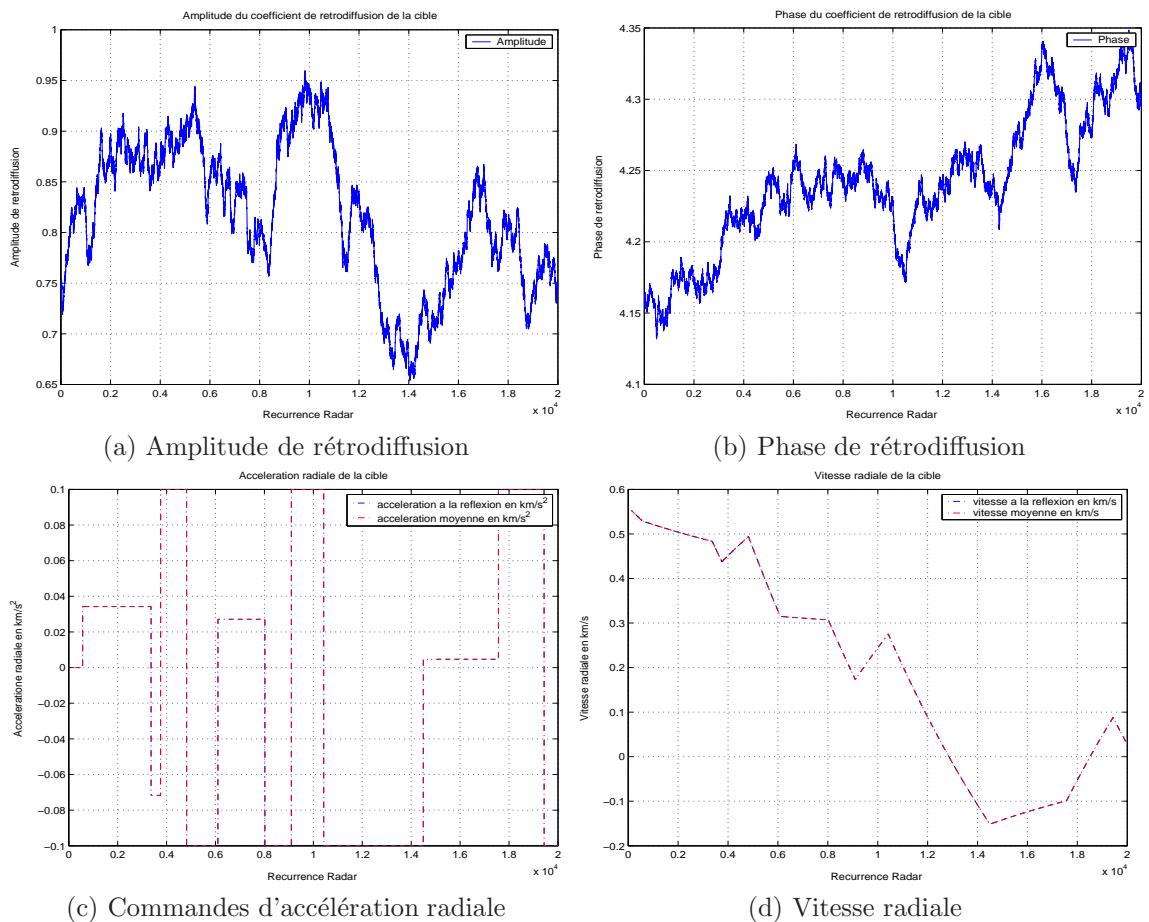 Amplitude du coefficient de retrodiffusion de la cible
Amplitude
1
0.95
0.9
0.85
0.8
0.75
0.7
0.65
Amplitude de retrodiffusion
0 0.2 0.4 0.6 0.8 1 1.2 1.4 1.6 1.8 2
x 10^4
Recurrence Radar
(a) Amplitude de rétrodiffusion
Phase du coefficient de retrodiffusion de la cible
Phase
4.35
4.3
4.25
4.2
4.15
4.1
Phase de retrodiffusion
0 0.2 0.4 0.6 0.8 1 1.2 1.4 1.6 1.8 2
x 10^4
Recurrence Radar
(b) Phase de rétrodiffusion
Acceleration radiale de la cible
acceleration a la reflexion en km/s^2
acceleration moyenne en km/s^2
0.1
0.08
0.06
0.04
0.02
0
−0.02
−0.04
−0.06
−0.08
−0.1
Acceleratione radiale en km/s^2
0 0.2 0.4 0.6 0.8 1 1.2 1.4 1.6 1.8 2
x 10^4
Recurrence Radar
(c) Commandes d'accélération radiale
Vitesse radiale de la cible
vitesse a la reflexion en km/s
vitesse moyenne en km/s
0.6
0.5
0.4
0.3
0.2
0.1
0
−0.1
−0.2
Vitesse radiale en km/s
0 0.2 0.4 0.6 0.8 1 1.2 1.4 1.6 1.8 2
x 10^4
Recurrence Radar
(d) Vitesse radiale